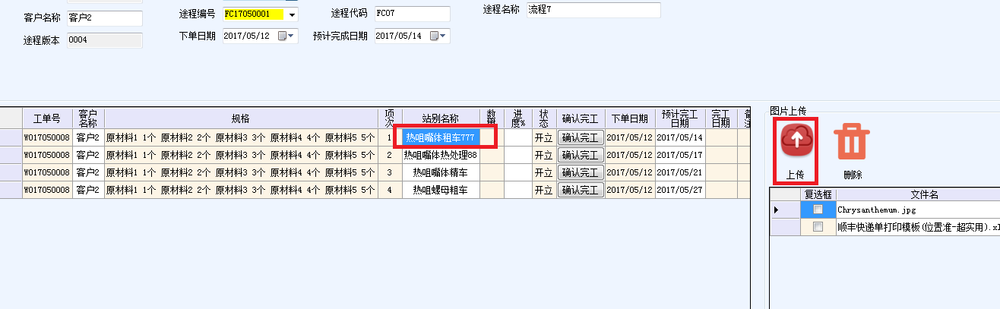 客户名称 客户2 途程编号 FC17050001 途程代码 FC07 途程名称 流程7
途程版本 0004 下单日期 2017/05/12 预计完成日期 2017/05/14
工单号 客户名称 规格 项次 站别名称 数量 进度% 状态 确认完工 下单日期 预计完工日期 完工日期 备注
WO17050008 客户2 原材料1 1个 原材料2 2个 原材料3 3个 原材料4 4个 原材料5 5个 1 热咀嘴体租车777 开立 确认完工 2017/05/12 2017/05/14
WO17050008 客户2 原材料1 1个 原材料2 2个 原材料3 3个 原材料4 4个 原材料5 5个 2 热咀嘴体热处理88 开立 确认完工 2017/05/12 2017/05/17
WO17050008 客户2 原材料1 1个 原材料2 2个 原材料3 3个 原材料4 4个 原材料5 5个 3 热咀嘴体精车 开立 确认完工 2017/05/12 2017/05/21
WO17050008 客户2 原材料1 1个 原材料2 2个 原材料3 3个 原材料4 4个 原材料5 5个 4 热咀螺母租车 开立 确认完工 2017/05/12 2017/05/27
图片上传
上传 删除
复选框 文件名
Chrysanthemum.jpg
顺丰快递单打印模板(位置准-超实用).xl